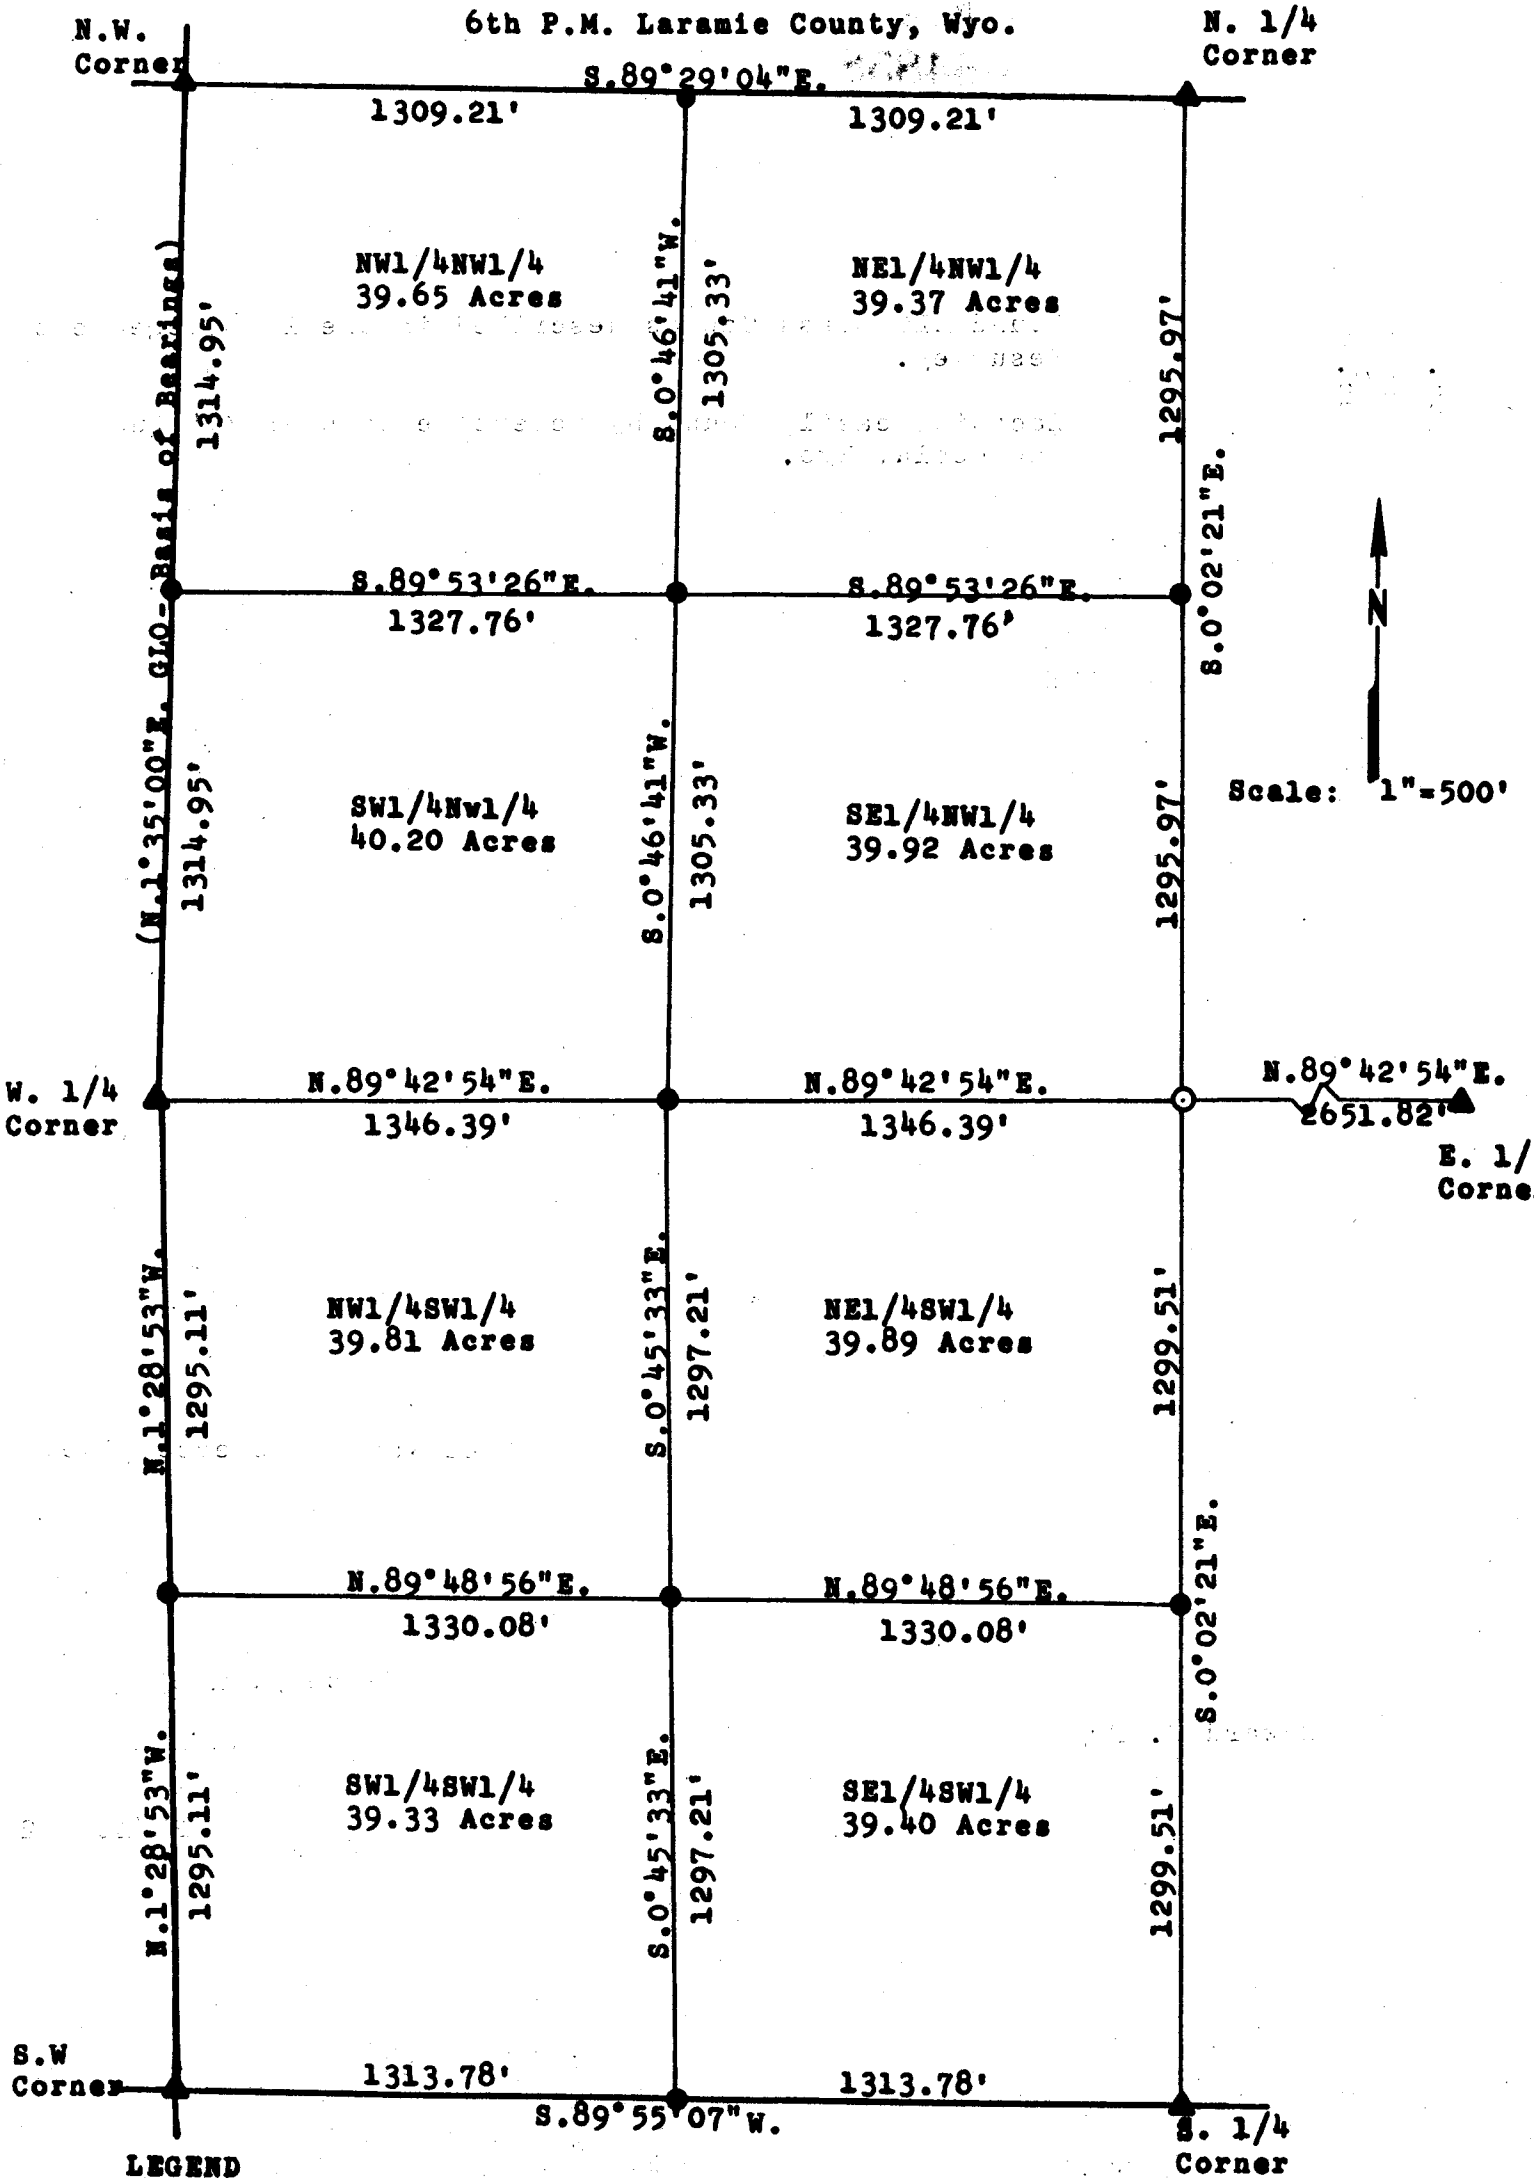 6th P.M. Laramie County, Wyo.
N.W.
Corner
N. 1/4
Corner
S.89°29'04"E.
1309.21'
1309.21'
NW1/4NW1/4
39.65 Acres
NE1/4NW1/4
39.37 Acres
(N.1°35'00"E. GLO-Basis of Bearings)
1314.95'
S.0°46'41"W.
1305.33'
1295.97'
S.0°02'21"E.
S.89°53'26"E.
1327.76'
S.89°53'26"E.
1327.76'
N
Scale: 1"=500'
SW1/4Nw1/4
40.20 Acres
SE1/4NW1/4
39.92 Acres
1314.95'
S.0°46'41"W.
1305.33'
1295.97'
W. 1/4
Corner
N.89°42'54"E.
1346.39'
N.89°42'54"E.
1346.39'
N.89°42'54"E.
2651.82'
E. 1/
Corne
N.1°28'53"W.
1295.11'
NW1/4SW1/4
39.81 Acres
S.0°45'33"E.
1297.21'
NE1/4SW1/4
39.89 Acres
1299.51'
S.0°02'21"E.
N.89°48'56"E.
1330.08'
N.89°48'56"E.
1330.08'
N.1°28'53"W.
1295.11'
SW1/4SW1/4
39.33 Acres
S.0°45'33"E.
1297.21'
SE1/4SW1/4
39.40 Acres
1299.51'
S.W
Corner
1313.78'
1313.78'
S.89°55'07"W.
S. 1/4
Corner
LEGEND